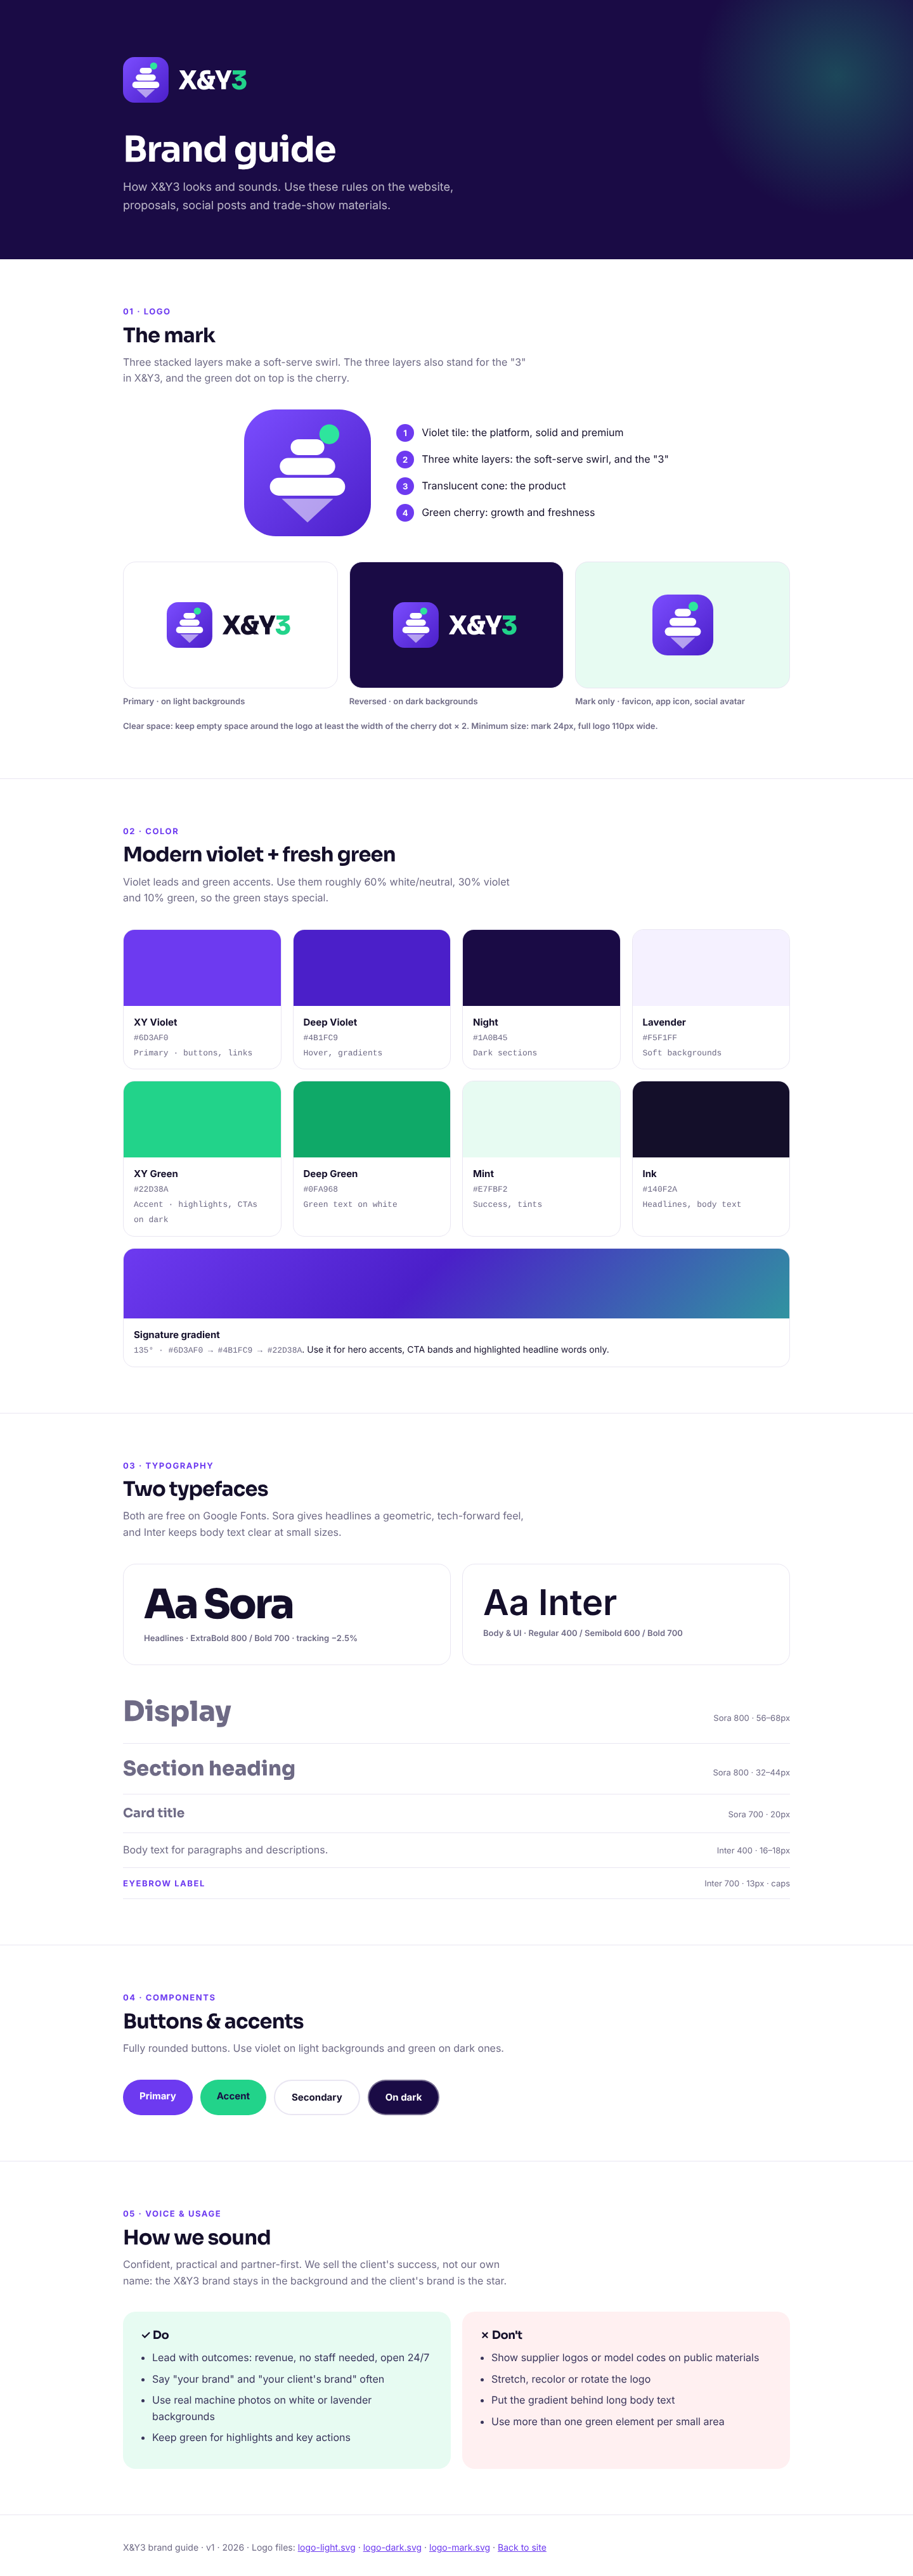 X&Y3
Brand guide
How X&Y3 looks and sounds. Use these rules on the website,
proposals, social posts and trade-show materials.
01 · LOGO
The mark
Three stacked layers make a soft-serve swirl. The three layers also stand for the "3"
in X&Y3, and the green dot on top is the cherry.
1 Violet tile: the platform, solid and premium
2 Three white layers: the soft-serve swirl, and the "3"
3 Translucent cone: the product
4 Green cherry: growth and freshness
X&Y3
X&Y3
Primary · on light backgrounds
Reversed · on dark backgrounds
Mark only · favicon, app icon, social avatar
Clear space: keep empty space around the logo at least the width of the cherry dot × 2. Minimum size: mark 24px, full logo 110px wide.
02 · COLOR
Modern violet + fresh green
Violet leads and green accents. Use them roughly 60% white/neutral, 30% violet
and 10% green, so the green stays special.
XY Violet
#6D3AF0
Primary · buttons, links
Deep Violet
#4B1FC9
Hover, gradients
Night
#1A0B45
Dark sections
Lavender
#F5F1FF
Soft backgrounds
XY Green
#22D38A
Accent · highlights, CTAs
on dark
Deep Green
#0FA968
Green text on white
Mint
#E7FBF2
Success, tints
Ink
#140F2A
Headlines, body text
Signature gradient
135° · #6D3AF0 → #4B1FC9 → #22D38A. Use it for hero accents, CTA bands and highlighted headline words only.
03 · TYPOGRAPHY
Two typefaces
Both are free on Google Fonts. Sora gives headlines a geometric, tech-forward feel,
and Inter keeps body text clear at small sizes.
Aa Sora
Headlines · ExtraBold 800 / Bold 700 · tracking −2.5%
Aa Inter
Body & UI · Regular 400 / Semibold 600 / Bold 700
Display Sora 800 · 56–68px
Section heading Sora 800 · 32–44px
Card title Sora 700 · 20px
Body text for paragraphs and descriptions. Inter 400 · 16–18px
EYEBROW LABEL Inter 700 · 13px · caps
04 · COMPONENTS
Buttons & accents
Fully rounded buttons. Use violet on light backgrounds and green on dark ones.
Primary Accent Secondary On dark
05 · VOICE & USAGE
How we sound
Confident, practical and partner-first. We sell the client's success, not our own
name: the X&Y3 brand stays in the background and the client's brand is the star.
✓ Do
• Lead with outcomes: revenue, no staff needed, open 24/7
• Say "your brand" and "your client's brand" often
• Use real machine photos on white or lavender
backgrounds
• Keep green for highlights and key actions
× Don't
• Show supplier logos or model codes on public materials
• Stretch, recolor or rotate the logo
• Put the gradient behind long body text
• Use more than one green element per small area
X&Y3 brand guide · v1 · 2026 · Logo files: logo-light.svg · logo-dark.svg · logo-mark.svg · Back to site